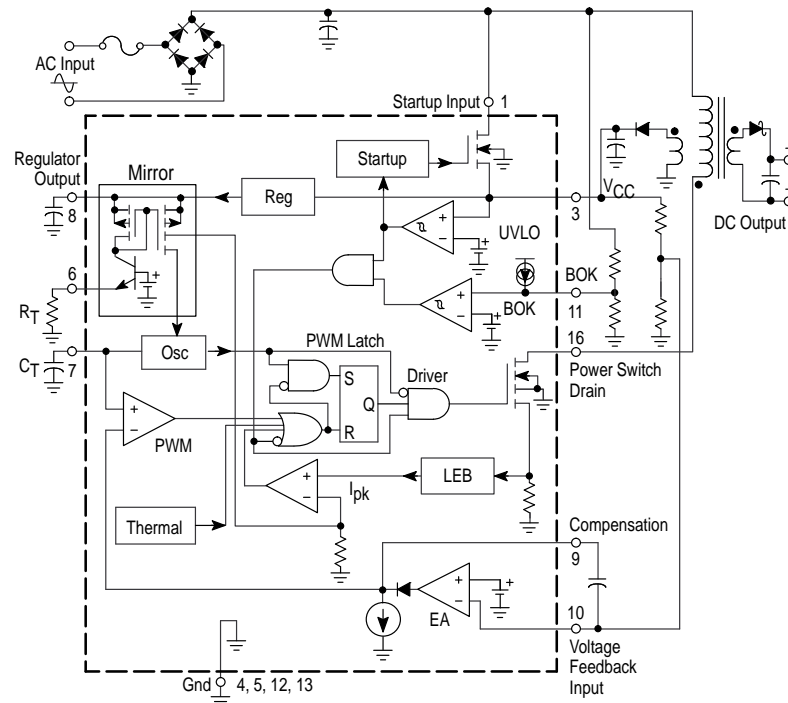 AC Input
Startup Input 1
Regulator
Output
8
Mirror
Startup
Reg
VCC
3
DC Output
+
−
UVLO
+
−
+
6
+
BOK
11
RT
+
−
BOK
+
16
CT
7
Osc
PWM Latch
Driver
Power Switch
Drain
S
Q
R
+
−
PWM
LEB
+
−
Ipk
Thermal
Compensation
9
+
−
+
EA
10
Voltage
Feedback
Input
Gnd
4, 5, 12, 13